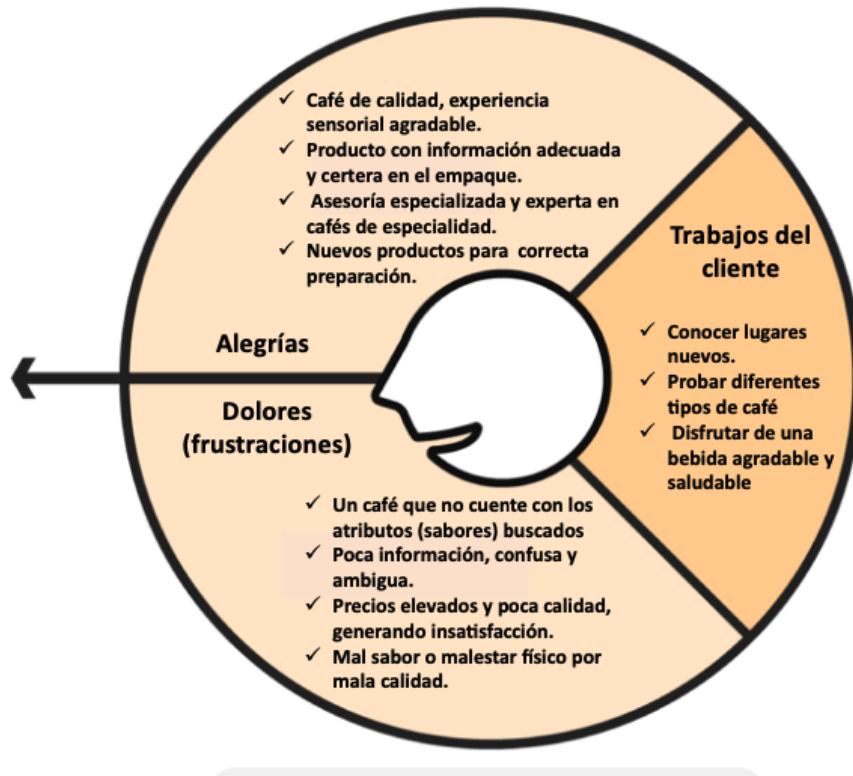 ✓ Café de calidad, experiencia
sensorial agradable.
✓ Producto con información adecuada
y certera en el empaque.
✓ Asesoría especializada y experta en
cafés de especialidad.
✓ Nuevos productos para correcta
preparación.
Alegrías
Dolores
(frustraciones)
✓ Un café que no cuente con los
atributos (sabores) buscados
✓ Poca información, confusa y
ambigua.
✓ Precios elevados y poca calidad,
generando insatisfacción.
✓ Mal sabor o malestar físico por
mala calidad.
Trabajos del
cliente
✓ Conocer lugares
nuevos.
✓ Probar diferentes
tipos de café
✓ Disfrutar de una
bebida agradable y
saludable